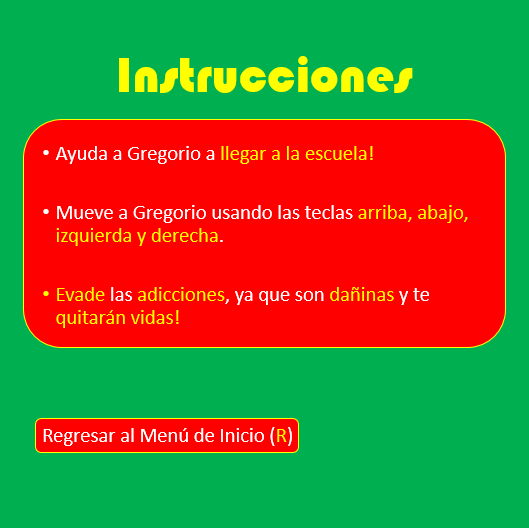 Instrucciones
• Ayuda a Gregorio a llegar a la escuela!
• Mueve a Gregorio usando las teclas arriba, abajo,
izquierda y derecha.
• Evade las adicciones, ya que son dañinas y te
quitarán vidas!
Regresar al Menú de Inicio (R)